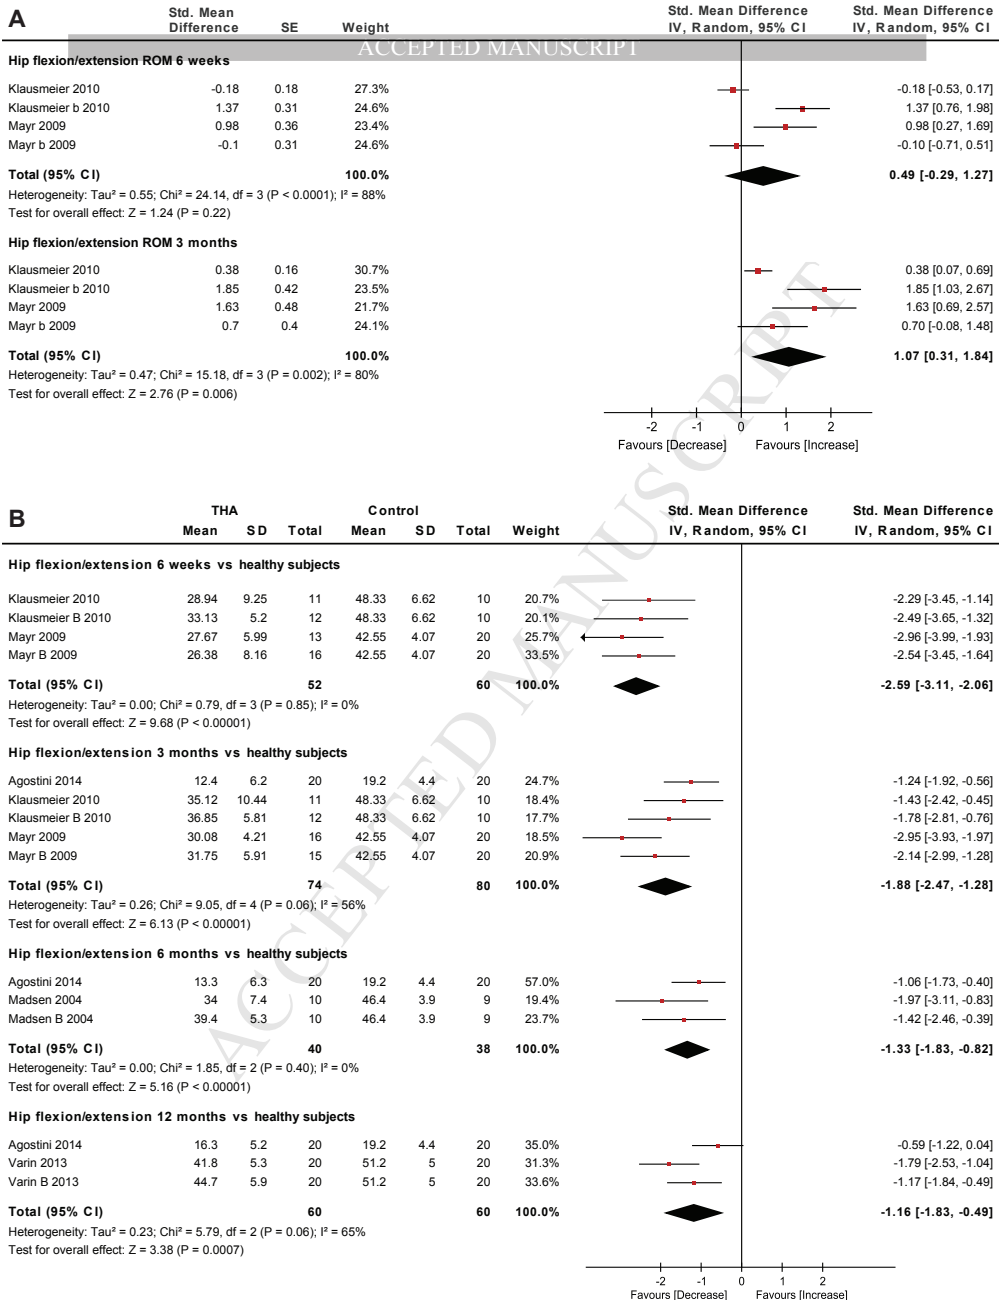 A
Std. Mean Std. Mean Difference Std. Mean Difference
Difference SE Weight IV, Random, 95% CI IV, Random, 95% CI
ACCEPTED MANUSCRIPT
Hip flexion/extension ROM 6 weeks
Klausmeier 2010 -0.18 0.18 27.3% -0.18 [-0.53, 0.17]
Klausmeier b 2010 1.37 0.31 24.6% 1.37 [0.76, 1.98]
Mayr 2009 0.98 0.36 23.4% 0.98 [0.27, 1.69]
Mayr b 2009 -0.1 0.31 24.6% -0.10 [-0.71, 0.51]
Total (95% CI) 100.0% 0.49 [-0.29, 1.27]
Heterogeneity: Tau² = 0.55; Chi² = 24.14, df = 3 (P < 0.0001); I² = 88%
Test for overall effect: Z = 1.24 (P = 0.22)
Hip flexion/extension ROM 3 months
Klausmeier 2010 0.38 0.16 30.7% 0.38 [0.07, 0.69]
Klausmeier b 2010 1.85 0.42 23.5% 1.85 [1.03, 2.67]
Mayr 2009 1.63 0.48 21.7% 1.63 [0.69, 2.57]
Mayr b 2009 0.7 0.4 24.1% 0.70 [-0.08, 1.48]
Total (95% CI) 100.0% 1.07 [0.31, 1.84]
Heterogeneity: Tau² = 0.47; Chi² = 15.18, df = 3 (P = 0.002); I² = 80%
Test for overall effect: Z = 2.76 (P = 0.006)
-2 -1 0 1 2
Favours [Decrease] Favours [Increase]
ACCEPTED MANUSCRIPT
B
THA Control Std. Mean Difference Std. Mean Difference
Mean SD Total Mean SD Total Weight IV, Random, 95% CI IV, Random, 95% CI
Hip flexion/extension 6 weeks vs healthy subjects
Klausmeier 2010 28.94 9.25 11 48.33 6.62 10 20.7% -2.29 [-3.45, -1.14]
Klausmeier B 2010 33.13 5.2 12 48.33 6.62 10 20.1% -2.49 [-3.65, -1.32]
Mayr 2009 27.67 5.99 13 42.55 4.07 20 25.7% -2.96 [-3.99, -1.93]
Mayr B 2009 26.38 8.16 16 42.55 4.07 20 33.5% -2.54 [-3.45, -1.64]
Total (95% CI) 52 60 100.0% -2.59 [-3.11, -2.06]
Heterogeneity: Tau² = 0.00; Chi² = 0.79, df = 3 (P = 0.85); I² = 0%
Test for overall effect: Z = 9.68 (P < 0.00001)
Hip flexion/extension 3 months vs healthy subjects
Agostini 2014 12.4 6.2 20 19.2 4.4 20 24.7% -1.24 [-1.92, -0.56]
Klausmeier 2010 35.12 10.44 11 48.33 6.62 10 18.4% -1.43 [-2.42, -0.45]
Klausmeier B 2010 36.85 5.81 12 48.33 6.62 10 17.7% -1.78 [-2.81, -0.76]
Mayr 2009 30.08 4.21 16 42.55 4.07 20 18.5% -2.95 [-3.93, -1.97]
Mayr B 2009 31.75 5.91 15 42.55 4.07 20 20.9% -2.14 [-2.99, -1.28]
Total (95% CI) 74 80 100.0% -1.88 [-2.47, -1.28]
Heterogeneity: Tau² = 0.26; Chi² = 9.05, df = 4 (P = 0.06); I² = 56%
Test for overall effect: Z = 6.13 (P < 0.00001)
Hip flexion/extension 6 months vs healthy subjects
Agostini 2014 13.3 6.3 20 19.2 4.4 20 57.0% -1.06 [-1.73, -0.40]
Madsen 2004 34 7.4 10 46.4 3.9 9 19.4% -1.97 [-3.11, -0.83]
Madsen B 2004 39.4 5.3 10 46.4 3.9 9 23.7% -1.42 [-2.46, -0.39]
Total (95% CI) 40 38 100.0% -1.33 [-1.83, -0.82]
Heterogeneity: Tau² = 0.00; Chi² = 1.85, df = 2 (P = 0.40); I² = 0%
Test for overall effect: Z = 5.16 (P < 0.00001)
Hip flexion/extension 12 months vs healthy subjects
Agostini 2014 16.3 5.2 20 19.2 4.4 20 35.0% -0.59 [-1.22, 0.04]
Varin 2013 41.8 5.3 20 51.2 5 20 31.3% -1.79 [-2.53, -1.04]
Varin B 2013 44.7 5.9 20 51.2 5 20 33.6% -1.17 [-1.84, -0.49]
Total (95% CI) 60 60 100.0% -1.16 [-1.83, -0.49]
Heterogeneity: Tau² = 0.23; Chi² = 5.79, df = 2 (P = 0.06); I² = 65%
Test for overall effect: Z = 3.38 (P = 0.0007)
-2 -1 0 1 2
Favours [Decrease] Favours [Increase]